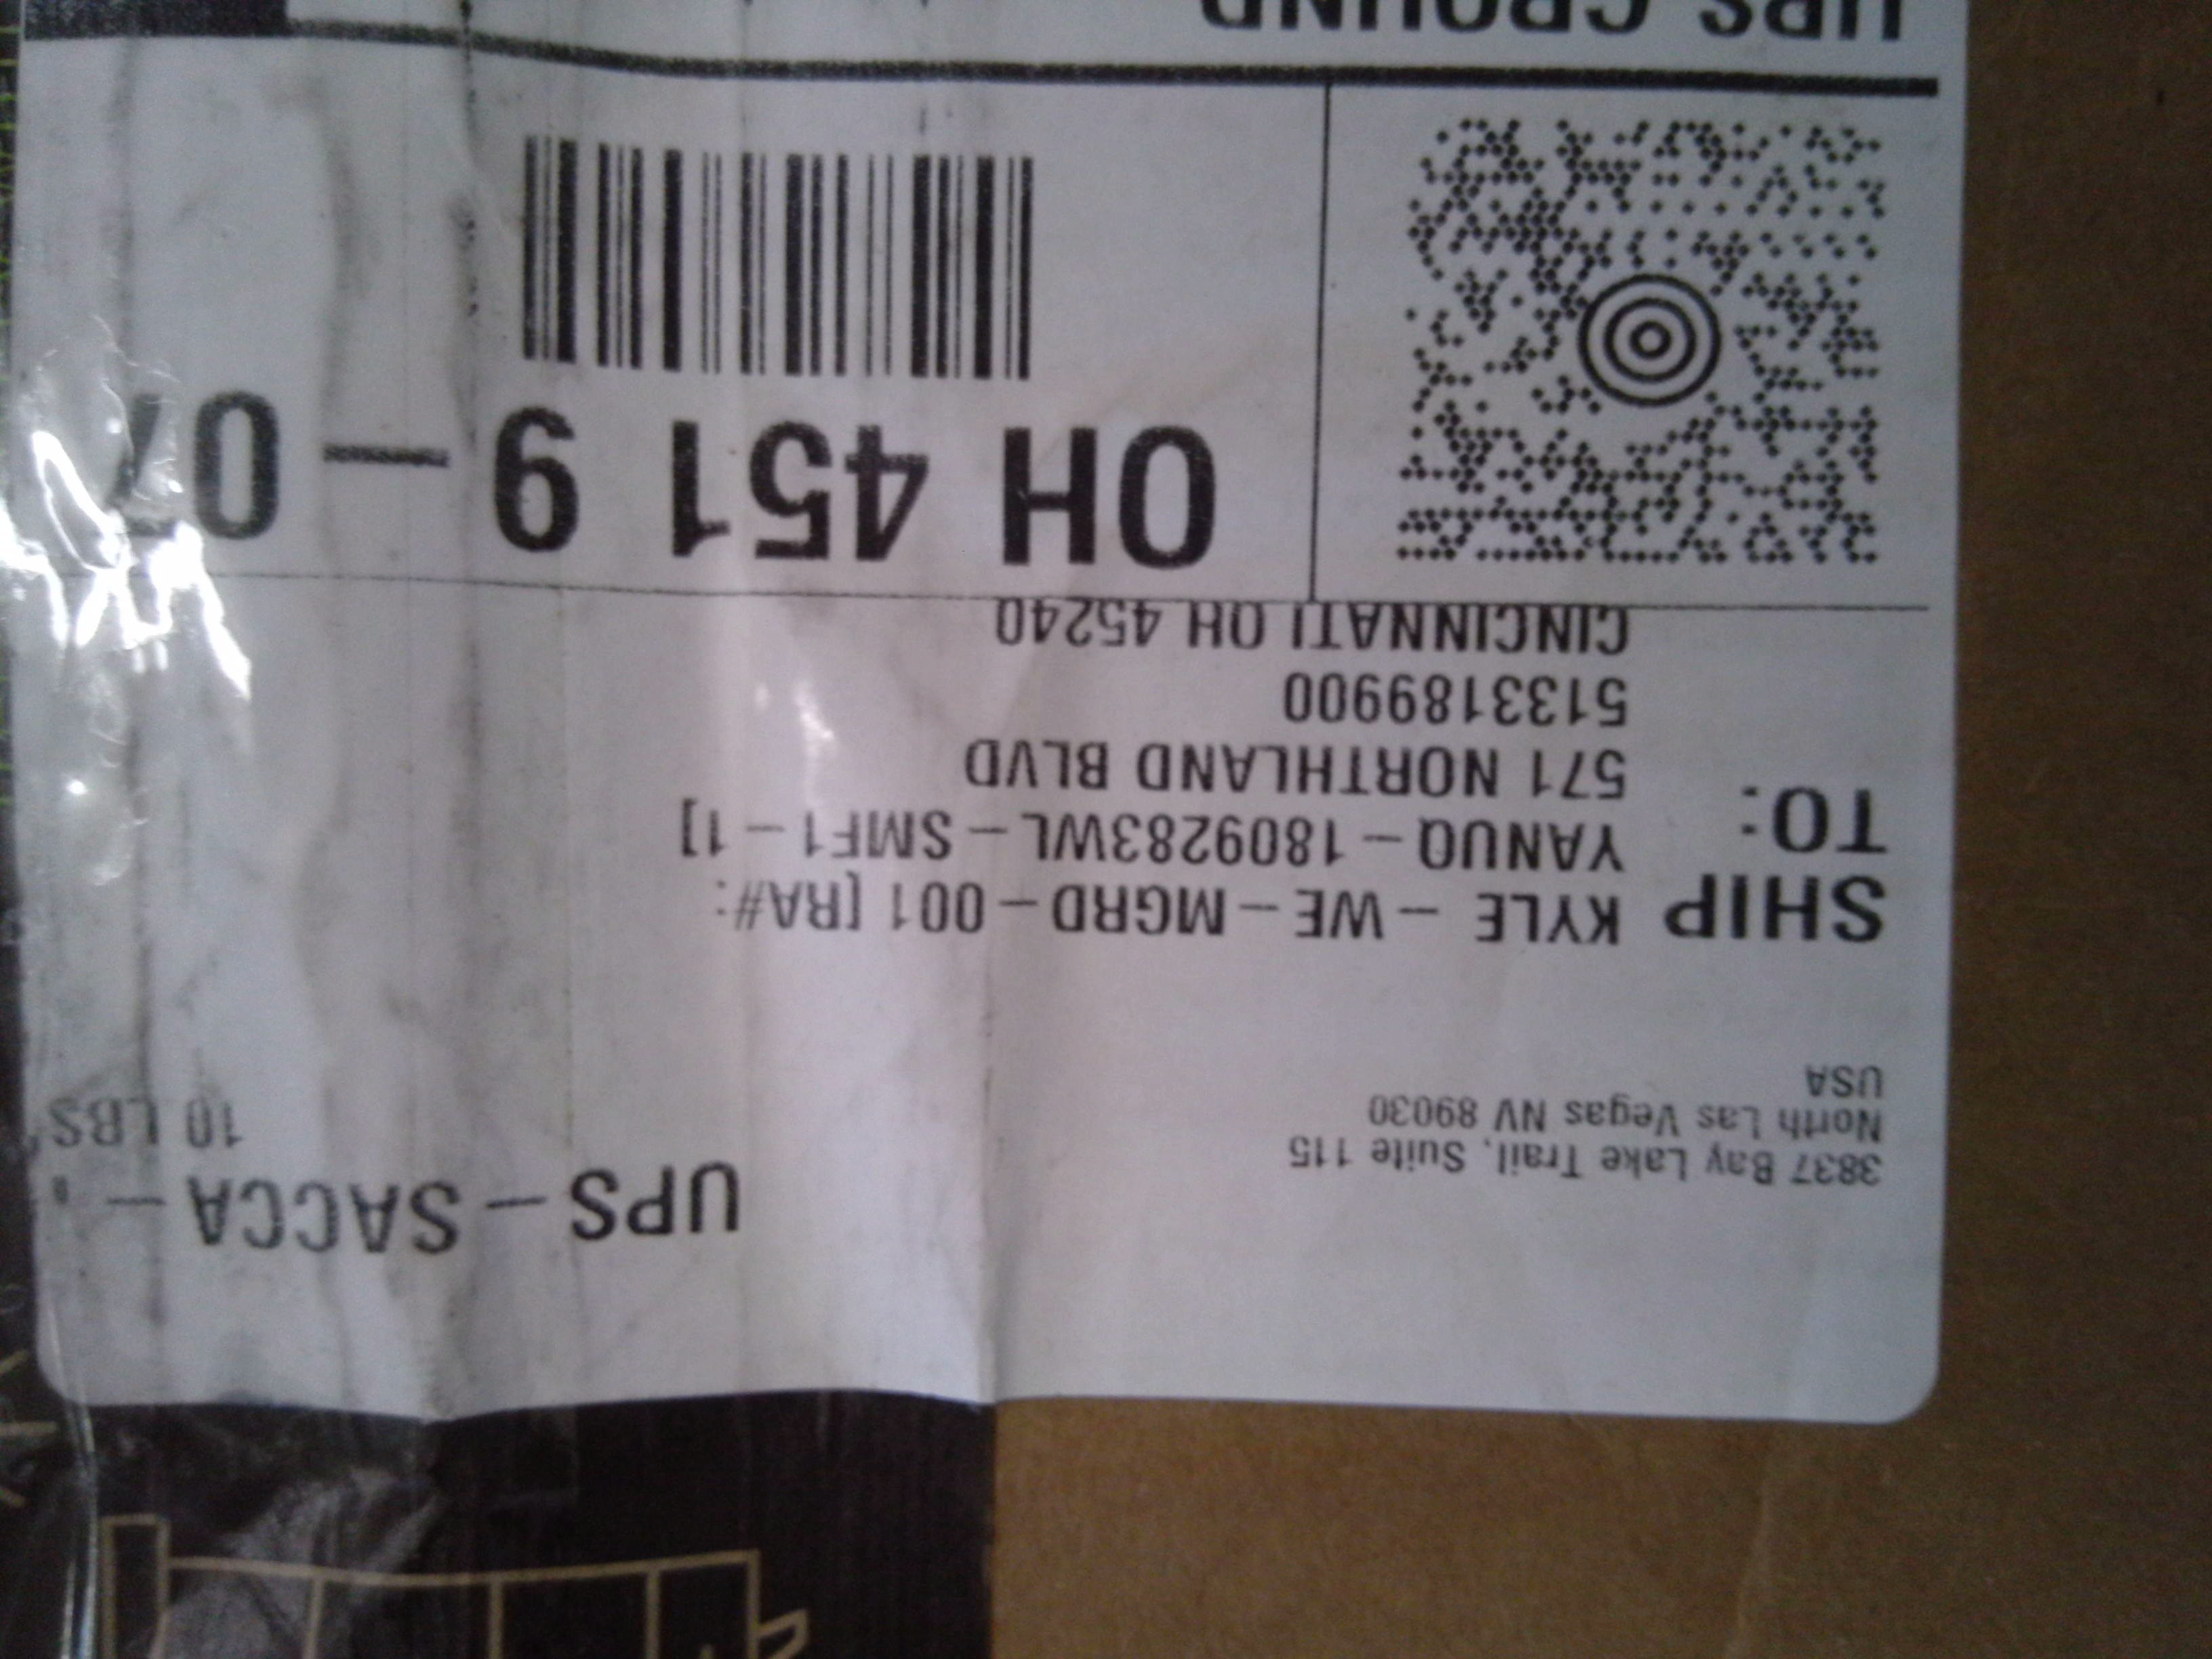 UPS - SACCA -
10 LBS
3837 Bay Lake Trail, Suite 115
North Las Vegas NV 89030
USA
SHIP TO:
KYLE - WE - MGRD - 001 [RA#:
YANUQ - 1809283WL - SMF1 - 1]
571 NORTHLAND BLVD
5133189900
CINCINNATI OH 45240
OH 451 9 - 07
UPS GROUND